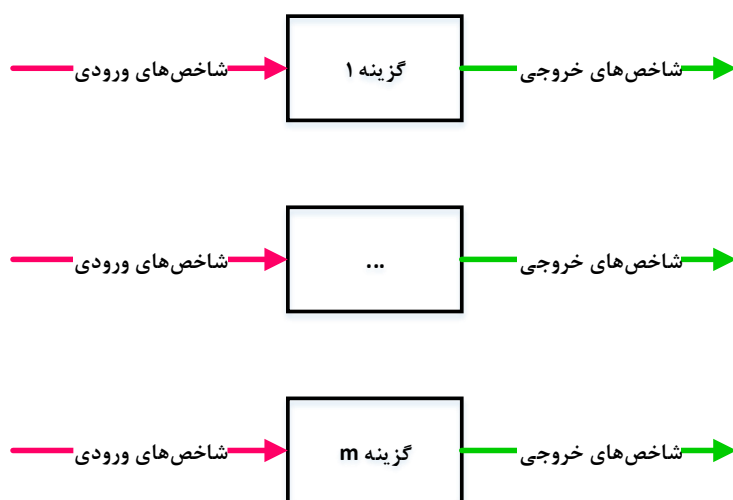 شاخص‌های ورودی
گزینه ۱
شاخص‌های خروجی
شاخص‌های ورودی
...
شاخص‌های خروجی
شاخص‌های ورودی
گزینه m
شاخص‌های خروجی